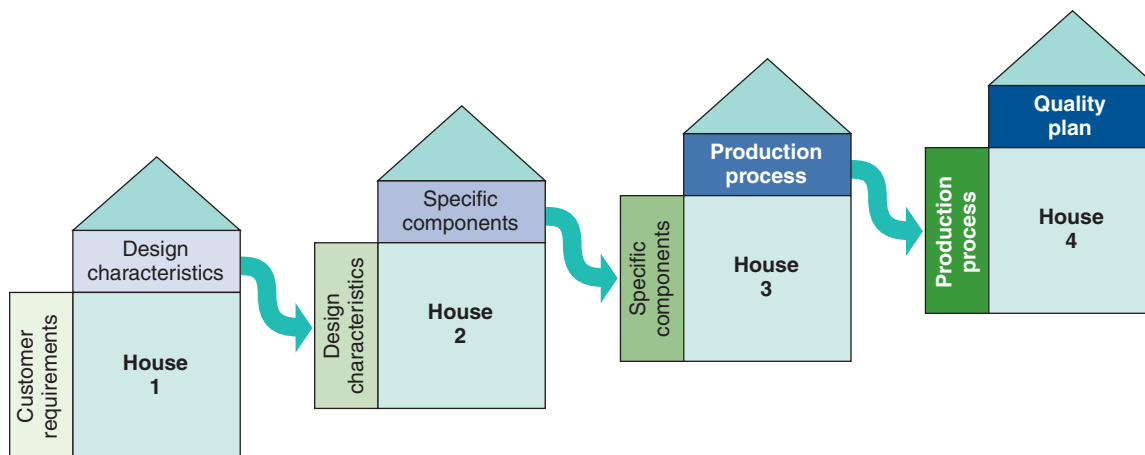 Design
characteristics
Customer
requirements
House
1
Specific
components
Design
characteristics
House
2
Production
process
Specific
components
House
3
Quality
plan
Production
process
House
4